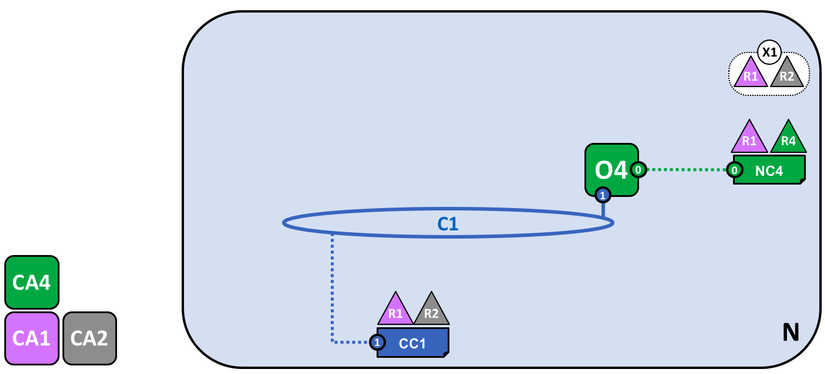 X1
R1 R2
R1 R4
O4 0 0 NC4
1
C1
CA4
R1 R2
CA1 CA2
1 CC1
N